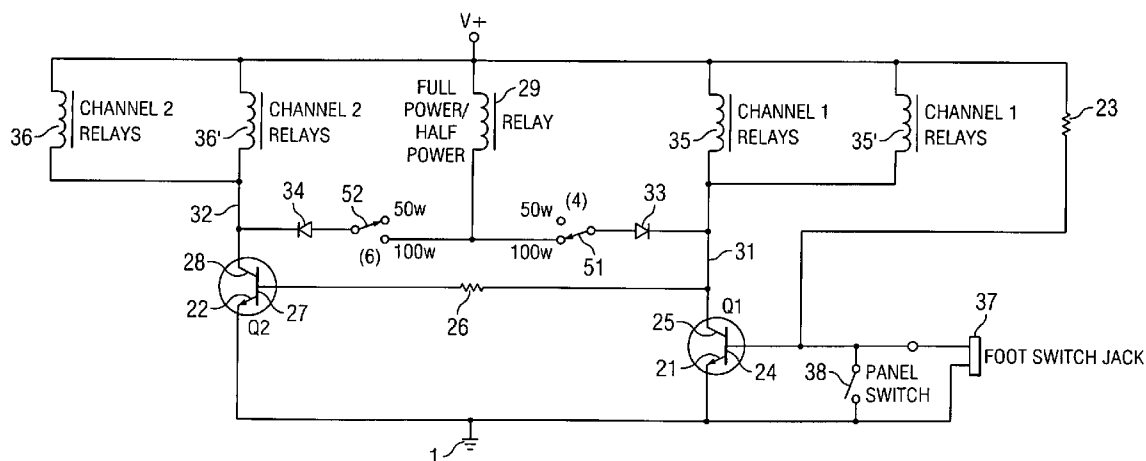 V+
36
CHANNEL 2
RELAYS
36'
CHANNEL 2
RELAYS
FULL
POWER/
HALF
POWER
29
RELAY
35
CHANNEL 1
RELAYS
35'
CHANNEL 1
RELAYS
23
32
34
52
50w
(6)
100w
50w
(4)
100w
51
33
31
28
22
27
Q2
26
Q1
25
21
24
38
PANEL
SWITCH
37
FOOT SWITCH JACK
1